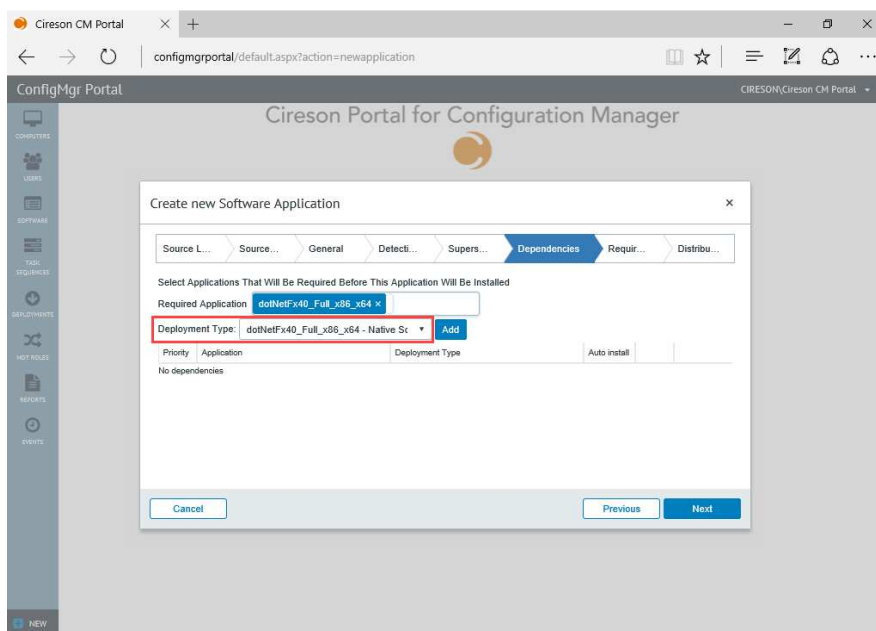 Cireson CM Portal
configmgrportal/default.aspx?action=newapplication
ConfigMgr Portal
CIRESON\Cireson CM Portal
Cireson Portal for Configuration Manager
COMPUTERS
USERS
SOFTWARE
TASK
SEQUENCES
DEPLOYMENTS
HOT ROLES
REPORTS
EVENTS
NEW
Create new Software Application
Source L... Source... General Detecti... Supers... Dependencies Requir... Distribu...
Select Applications That Will Be Required Before This Application Will Be Installed
Required Application dotNetFx40_Full_x86_x64 ×
Deployment Type: dotNetFx40_Full_x86_x64 - Native Sc Add
Priority Application Deployment Type Auto install
No dependencies
Cancel Previous Next